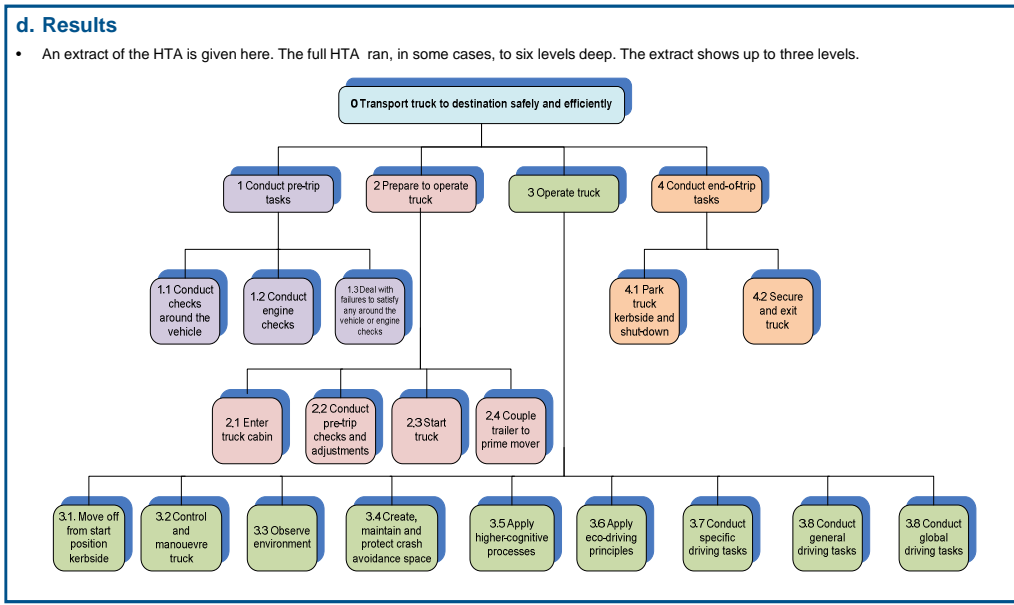 d. Results
• An extract of the HTA is given here. The full HTA ran, in some cases, to six levels deep. The extract shows up to three levels.
0 Transport truck to destination safely and efficiently
1 Conduct pre-trip
tasks
2 Prepare to operate
truck
3 Operate truck
4 Conduct end-of-trip
tasks
1.1 Conduct
checks
around the
vehicle
1.2 Conduct
engine
checks
1.3 Deal with
failures to satisfy
any around the
vehicle or engine
checks
4.1 Park
truck
kerbside and
shut-down
4.2 Secure
and exit
truck
2,1 Enter
truck cabin
2,2 Conduct
pre-trip
checks and
adjustments
2,3 Start
truck
2,4 Couple
trailer to
prime mover
3.1. Move off
from start
position
kerbside
3.2 Control
and
manouevre
truck
3.3 Observe
environment
3.4 Create,
maintain and
protect crash
avoidance space
3.5 Apply
higher-cognitive
processes
3.6 Apply
eco-driving
principles
3.7 Conduct
specific
driving tasks
3.8 Conduct
general
driving tasks
3.8 Conduct
global
driving tasks